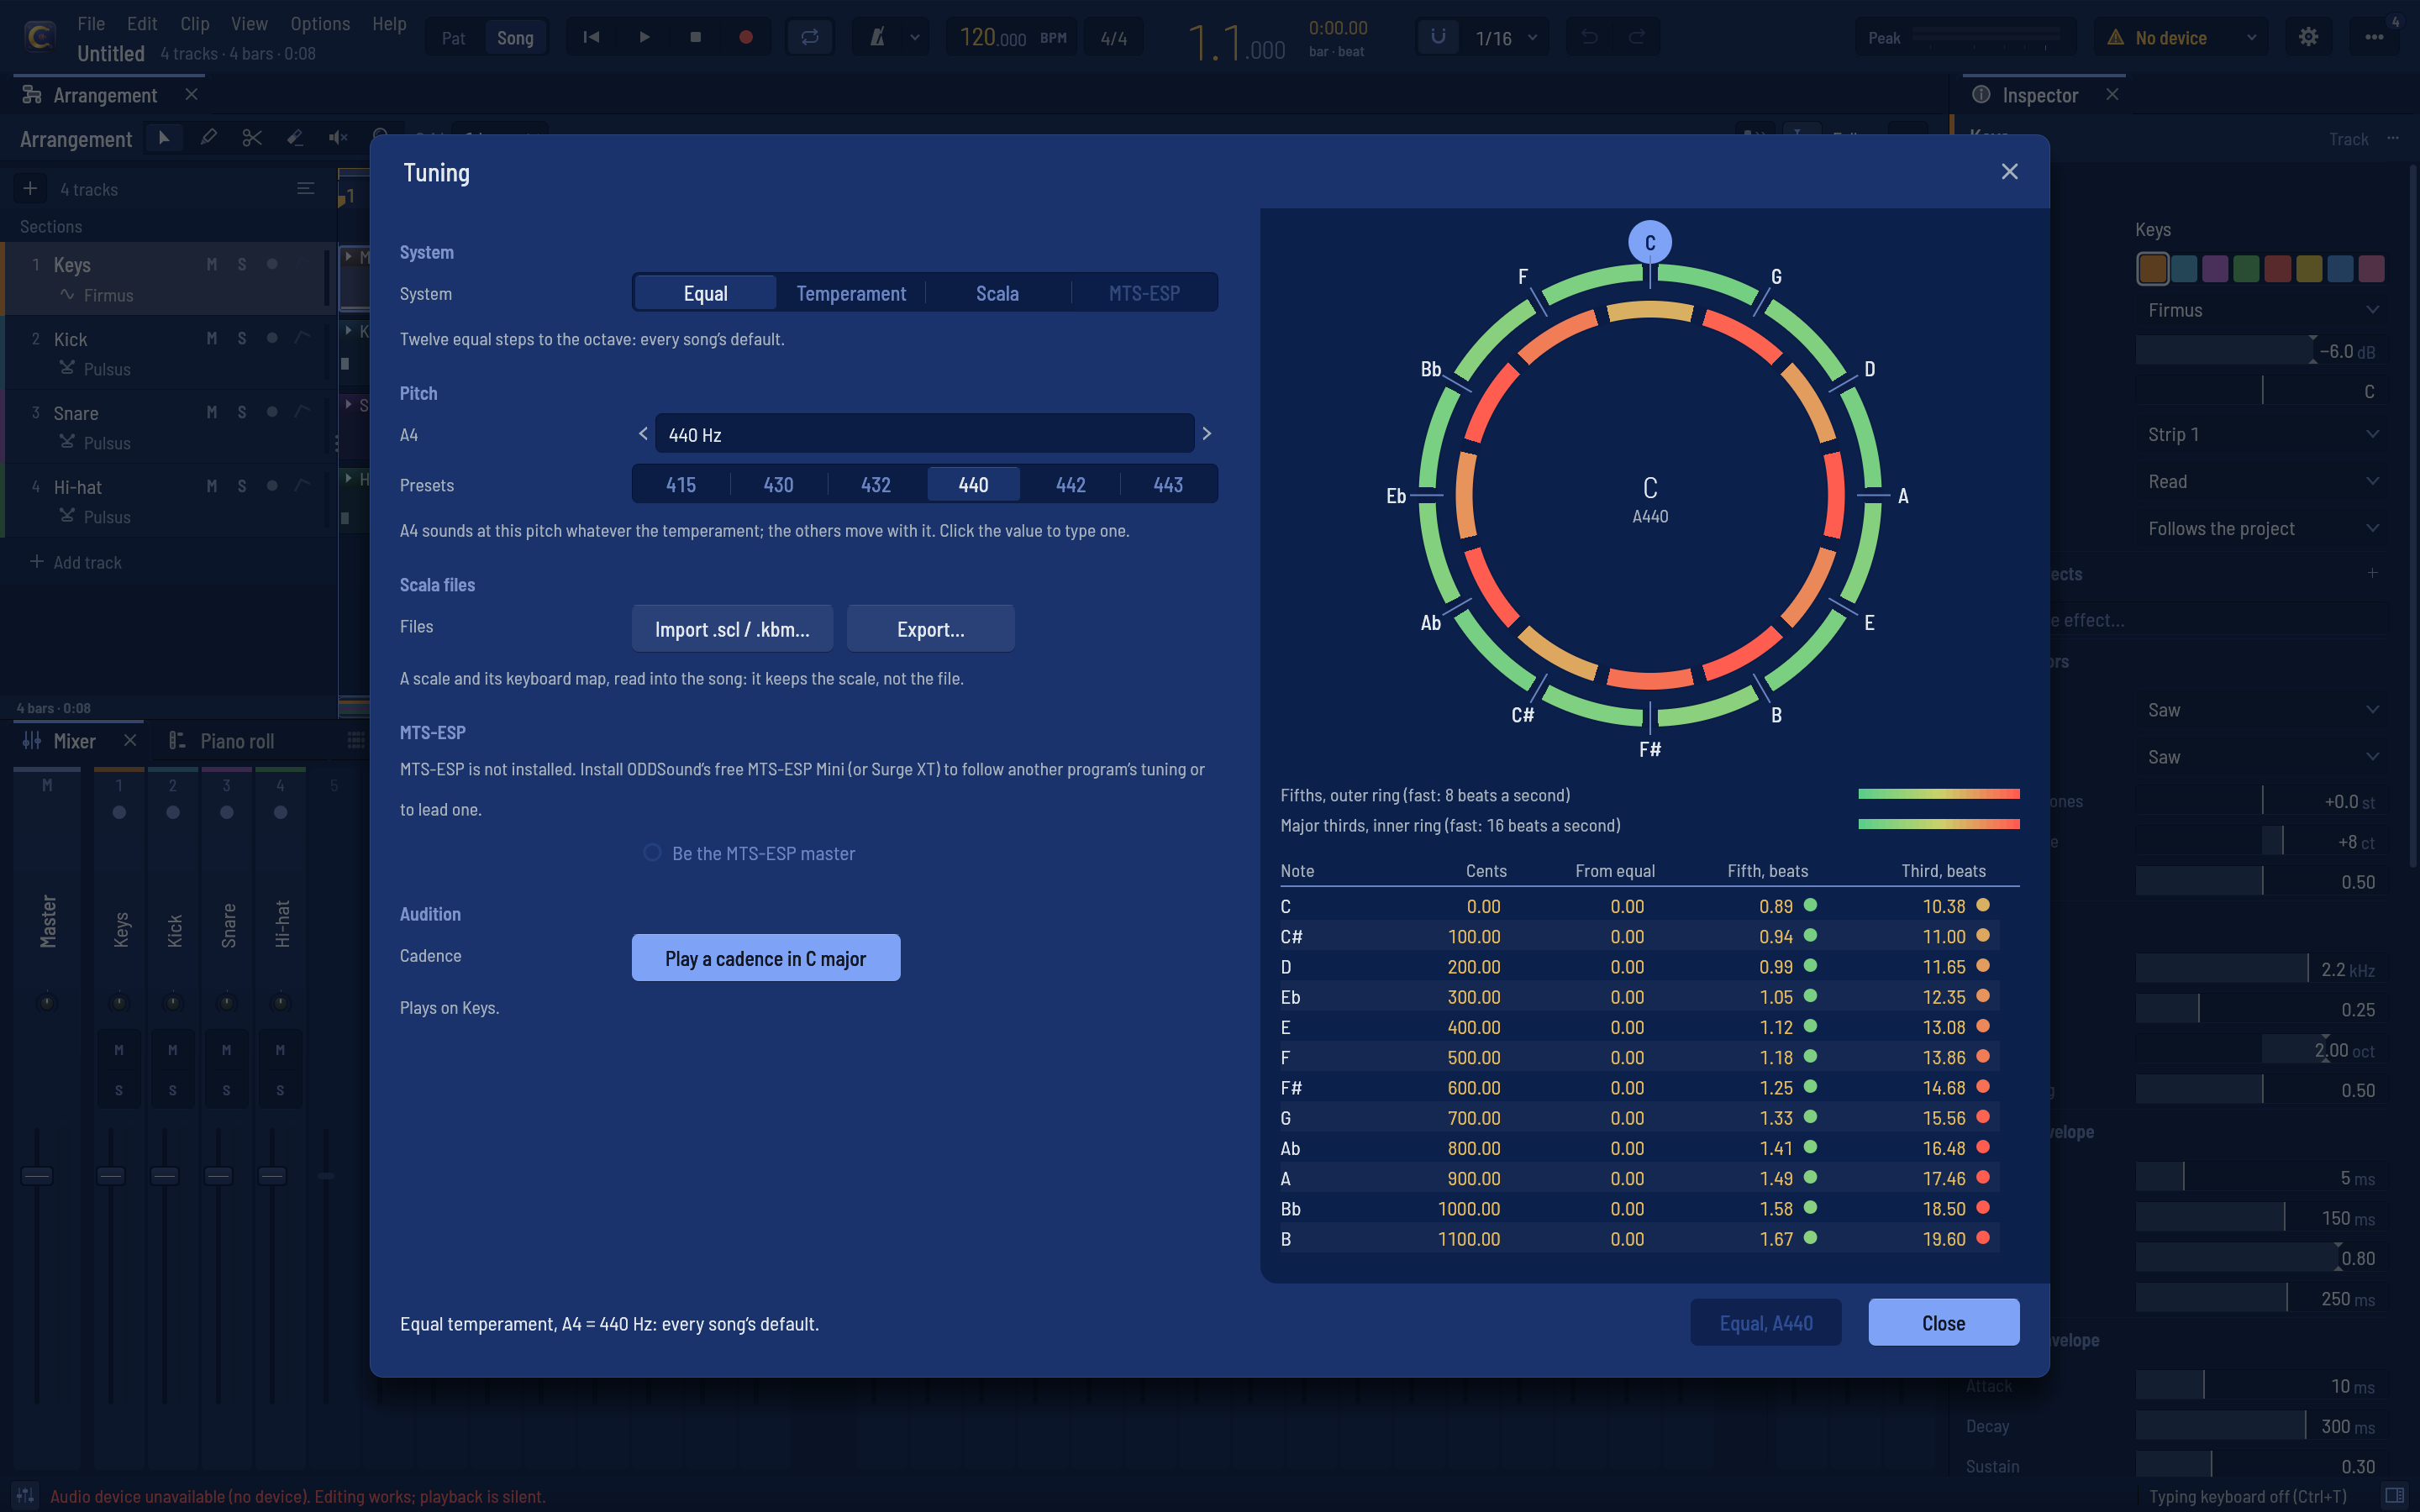 File Edit Clip View Options Help
Untitled 4 tracks · 4 bars · 0:08
Pat Song
120.000 BPM 4/4
1.1.000
0:00.00
bar · beat
1/16
Peak
No device
4
Arrangement
Inspector
Arrangement
Track
4 tracks
1
Sections
1 Keys M S
Firmus
2 Kick M S
Pulsus
3 Snare M S
Pulsus
4 Hi-hat M S
Pulsus
Add track
4 bars · 0:08
Mixer
Piano roll
M 1 2 3 4 5
Master
Keys
Kick
Snare
Hi-hat
M M M M
S S S S
Tuning
System
System Equal Temperament Scala MTS-ESP
Twelve equal steps to the octave: every song's default.
Pitch
A4 440 Hz
Presets 415 430 432 440 442 443
A4 sounds at this pitch whatever the temperament; the others move with it. Click the value to type one.
Scala files
Files Import .scl / .kbm... Export...
A scale and its keyboard map, read into the song: it keeps the scale, not the file.
MTS-ESP
MTS-ESP is not installed. Install ODDSound's free MTS-ESP Mini (or Surge XT) to follow another program's tuning or
to lead one.
Be the MTS-ESP master
Audition
Cadence Play a cadence in C major
Plays on Keys.
C
F G
Bb D
Eb A
C
A440
Ab E
C# B
F#
Fifths, outer ring (fast: 8 beats a second)
Major thirds, inner ring (fast: 16 beats a second)
Note Cents From equal Fifth, beats Third, beats
C 0.00 0.00 0.89 10.38
C# 100.00 0.00 0.94 11.00
D 200.00 0.00 0.99 11.65
Eb 300.00 0.00 1.05 12.35
E 400.00 0.00 1.12 13.08
F 500.00 0.00 1.18 13.86
F# 600.00 0.00 1.25 14.68
G 700.00 0.00 1.33 15.56
Ab 800.00 0.00 1.41 16.48
A 900.00 0.00 1.49 17.46
Bb 1000.00 0.00 1.58 18.50
B 1100.00 0.00 1.67 19.60
Equal temperament, A4 = 440 Hz: every song's default.
Equal, A440 Close
Keys
Firmus
−6.0 dB
C
Strip 1
Read
Follows the project
effect...
Saw
Saw
+0.0 st
+8 ct
0.50
2.2 kHz
0.25
2.00 oct
0.50
5 ms
150 ms
0.80
250 ms
Attack 10 ms
Decay 300 ms
Sustain 0.30
Audio device unavailable (no device). Editing works; playback is silent.
Typing keyboard off (Ctrl+T)